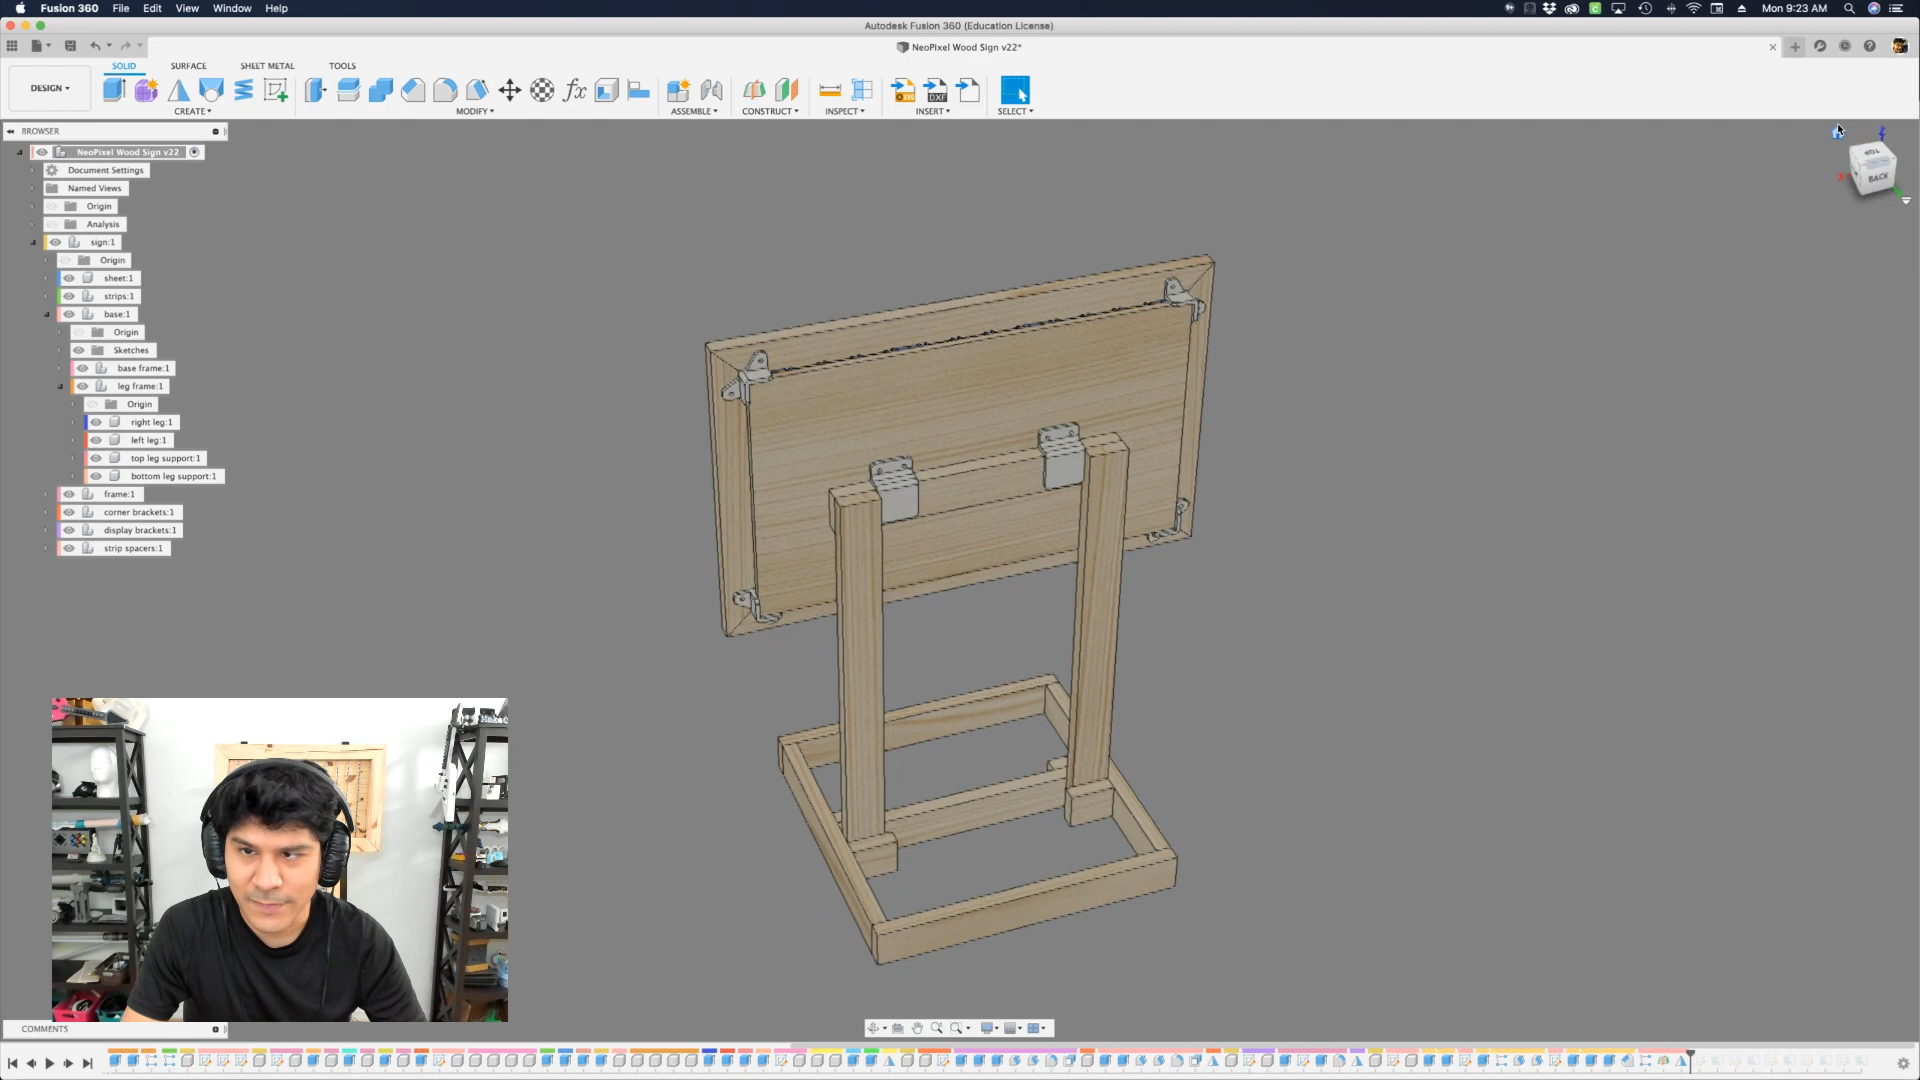 Fusion 360 File Edit View Window Help
Mon 9:23 AM
Autodesk Fusion 360 (Education License)
NeoPixel Wood Sign v22*
SOLID SURFACE SHEET METAL TOOLS
DESIGN
CREATE MODIFY ASSEMBLE CONSTRUCT INSPECT INSERT SELECT
DXF
BROWSER
NeoPixel Wood Sign v22
Document Settings
Named Views
Origin
Analysis
sign:1
Origin
sheet:1
strips:1
base:1
Origin
Sketches
base frame:1
leg frame:1
Origin
right leg:1
left leg:1
top leg support:1
bottom leg support:1
frame:1
corner brackets:1
display brackets:1
strip spacers:1
Z
TOP
X
BACK
COMMENTS